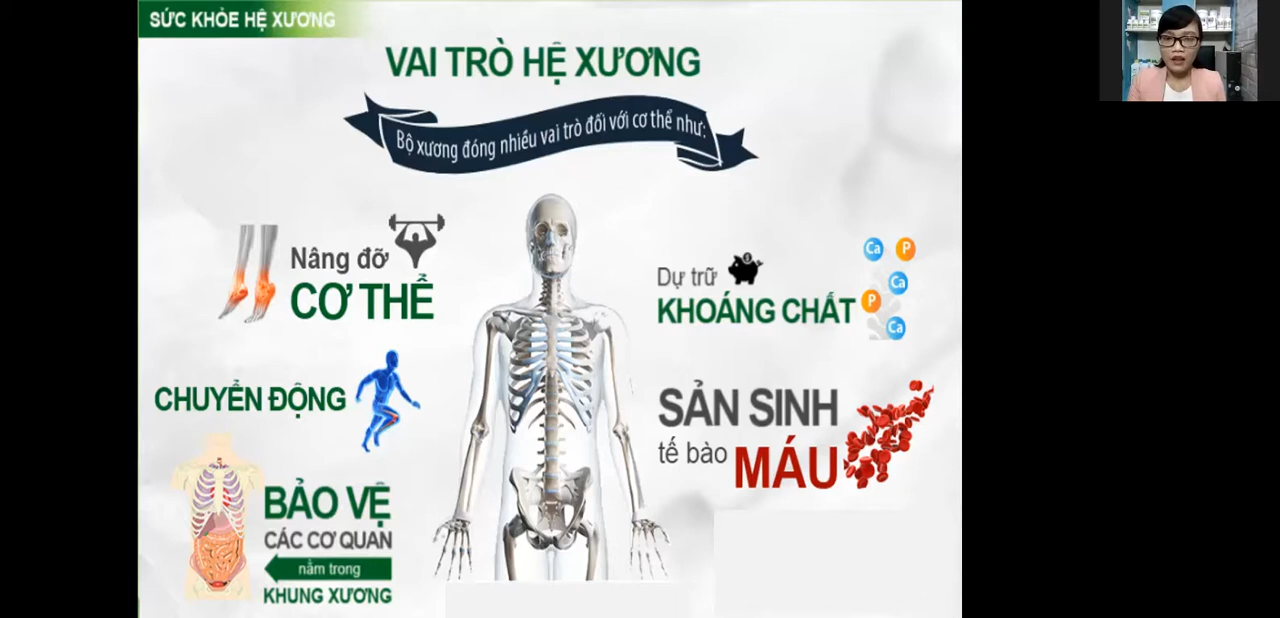 SỨC KHỎE HỆ XƯƠNG
VAI TRÒ HỆ XƯƠNG
Bộ xương đóng nhiều vai trò đối với cơ thể như:
Nâng đỡ
CƠ THỂ
CHUYỂN ĐỘNG
BẢO VỆ
CÁC CƠ QUAN
nằm trong
KHUNG XƯƠNG
Dự trữ
KHOÁNG CHẤT
Ca P
Ca
P
Ca
SẢN SINH
tế bào MÁU